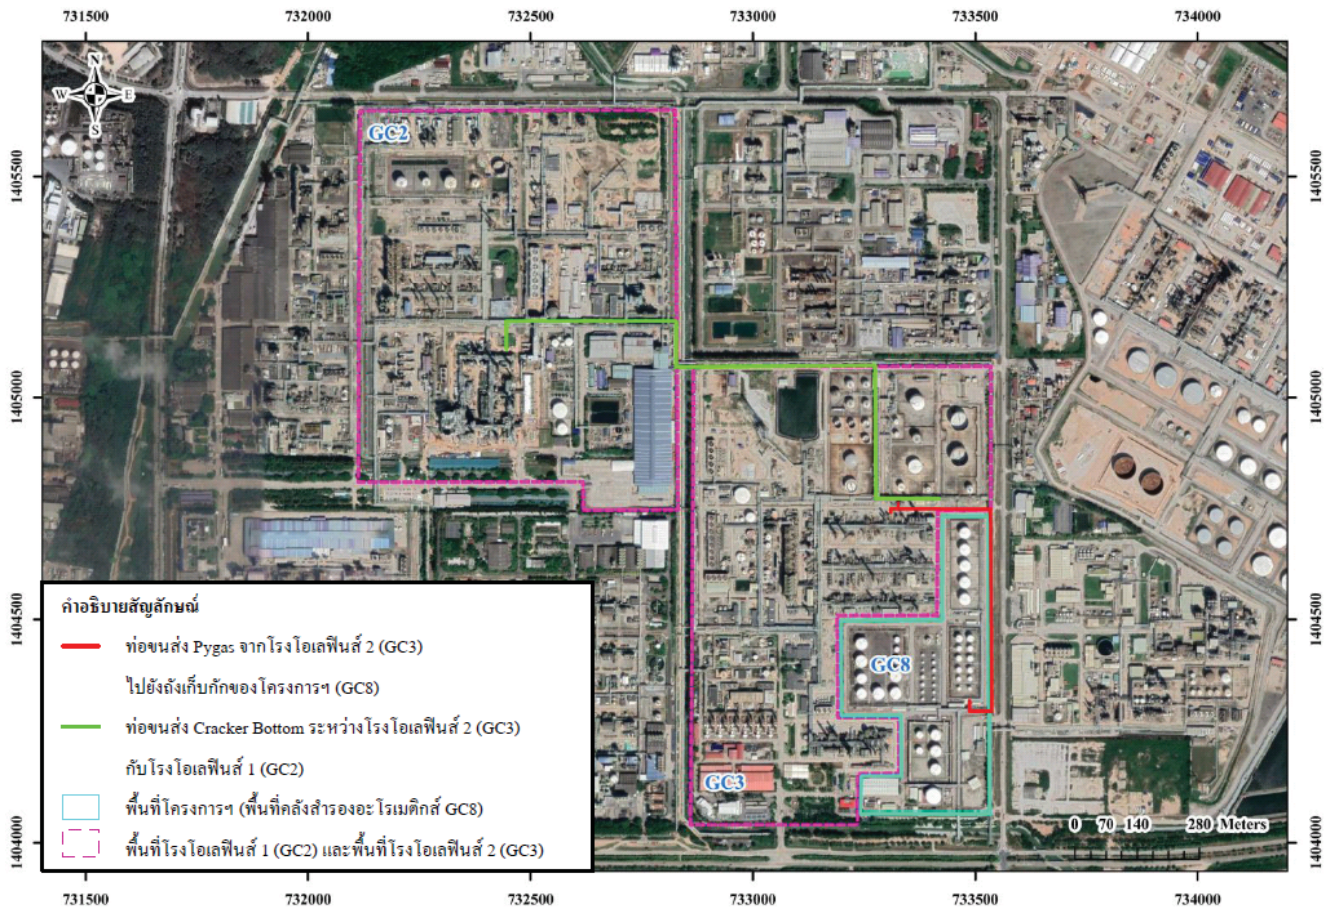 731500 732000 732500 733000 733500 734000
N
W E
S
GC2
1405500 1405500
1405000 1405000
1404500 1404500
1404000 1404000
GC8
GC3
คำอธิบายสัญลักษณ์
ท่อขนส่ง Pygas จากโรงโอเลฟินส์ 2 (GC3)
ไปยังถังเก็บกักของโครงการฯ (GC8)
ท่อขนส่ง Cracker Bottom ระหว่างโรงโอเลฟินส์ 2 (GC3)
กับโรงโอเลฟินส์ 1 (GC2)
พื้นที่โครงการฯ (พื้นที่คลังสำรองอะโรเมติกส์ GC8)
พื้นที่โรงโอเลฟินส์ 1 (GC2) และพื้นที่โรงโอเลฟินส์ 2 (GC3)
0 70 140 280 Meters
731500 732000 732500 733000 733500 734000